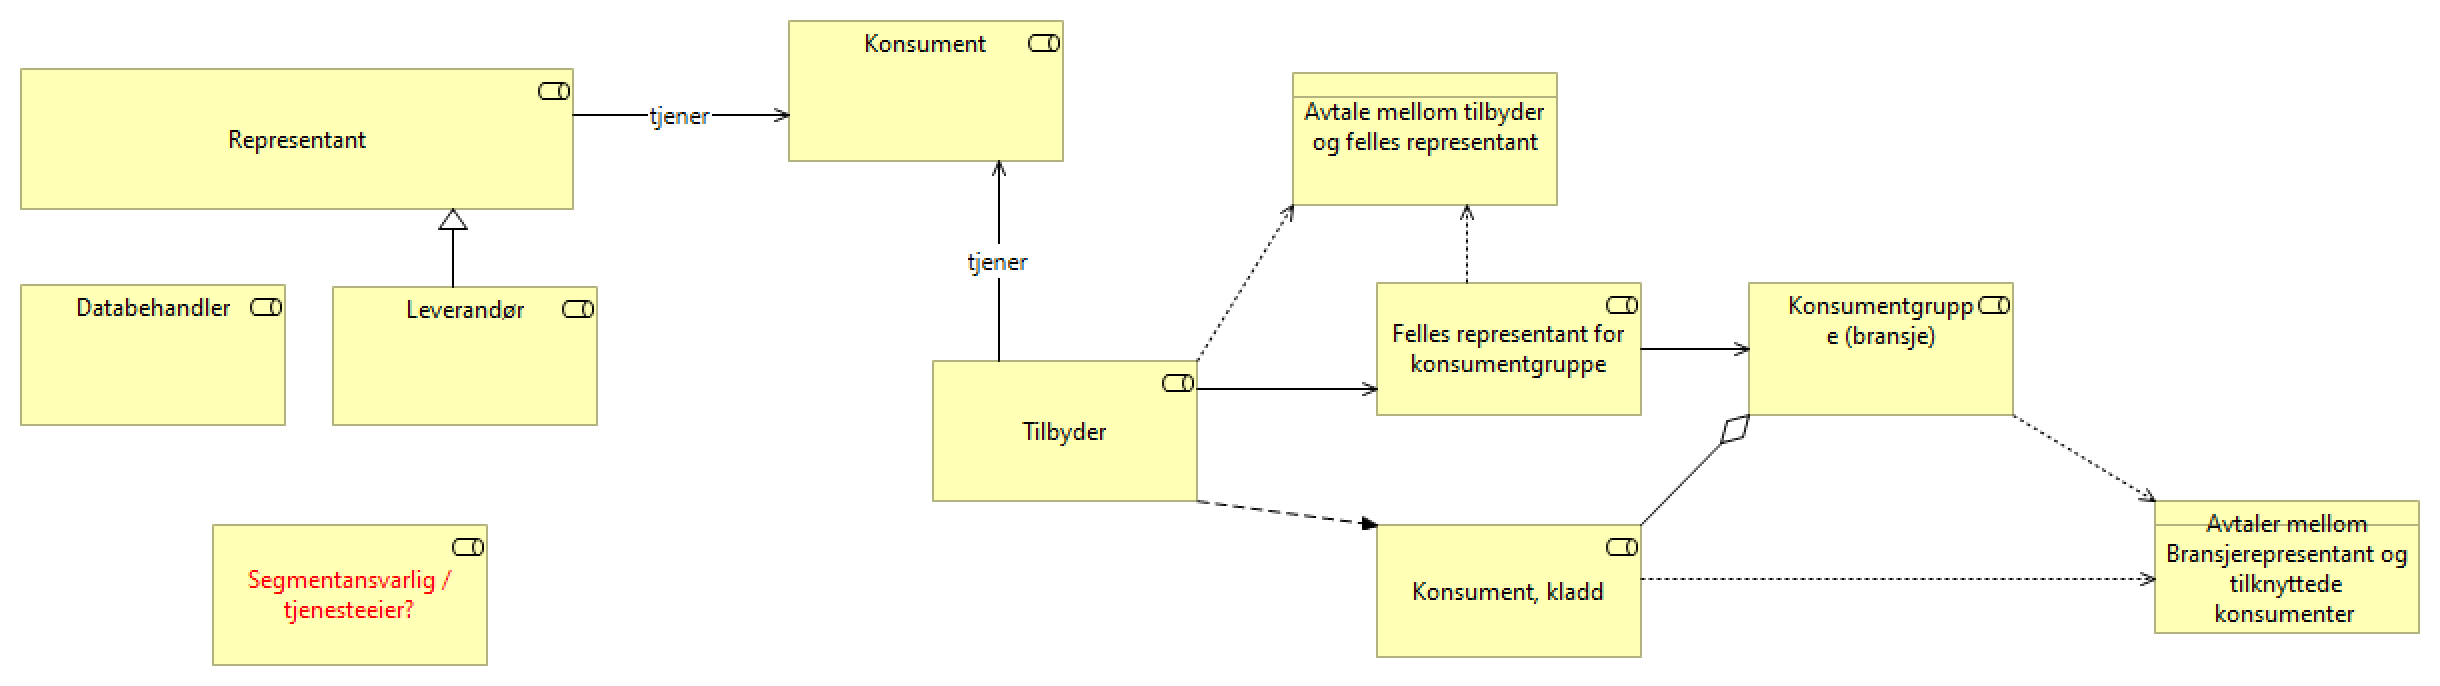 Konsument
Representant
tjener
Avtale mellom tilbyder
og felles representant
tjener
Databehandler
Leverandør
Felles representant for
konsumentgruppe
Konsumentgrupp
e (bransje)
Tilbyder
Segmentansvarlig /
tjenesteeier?
Konsument, kladd
Avtaler mellom
Bransjerepresentant og
tilknyttede
konsumenter